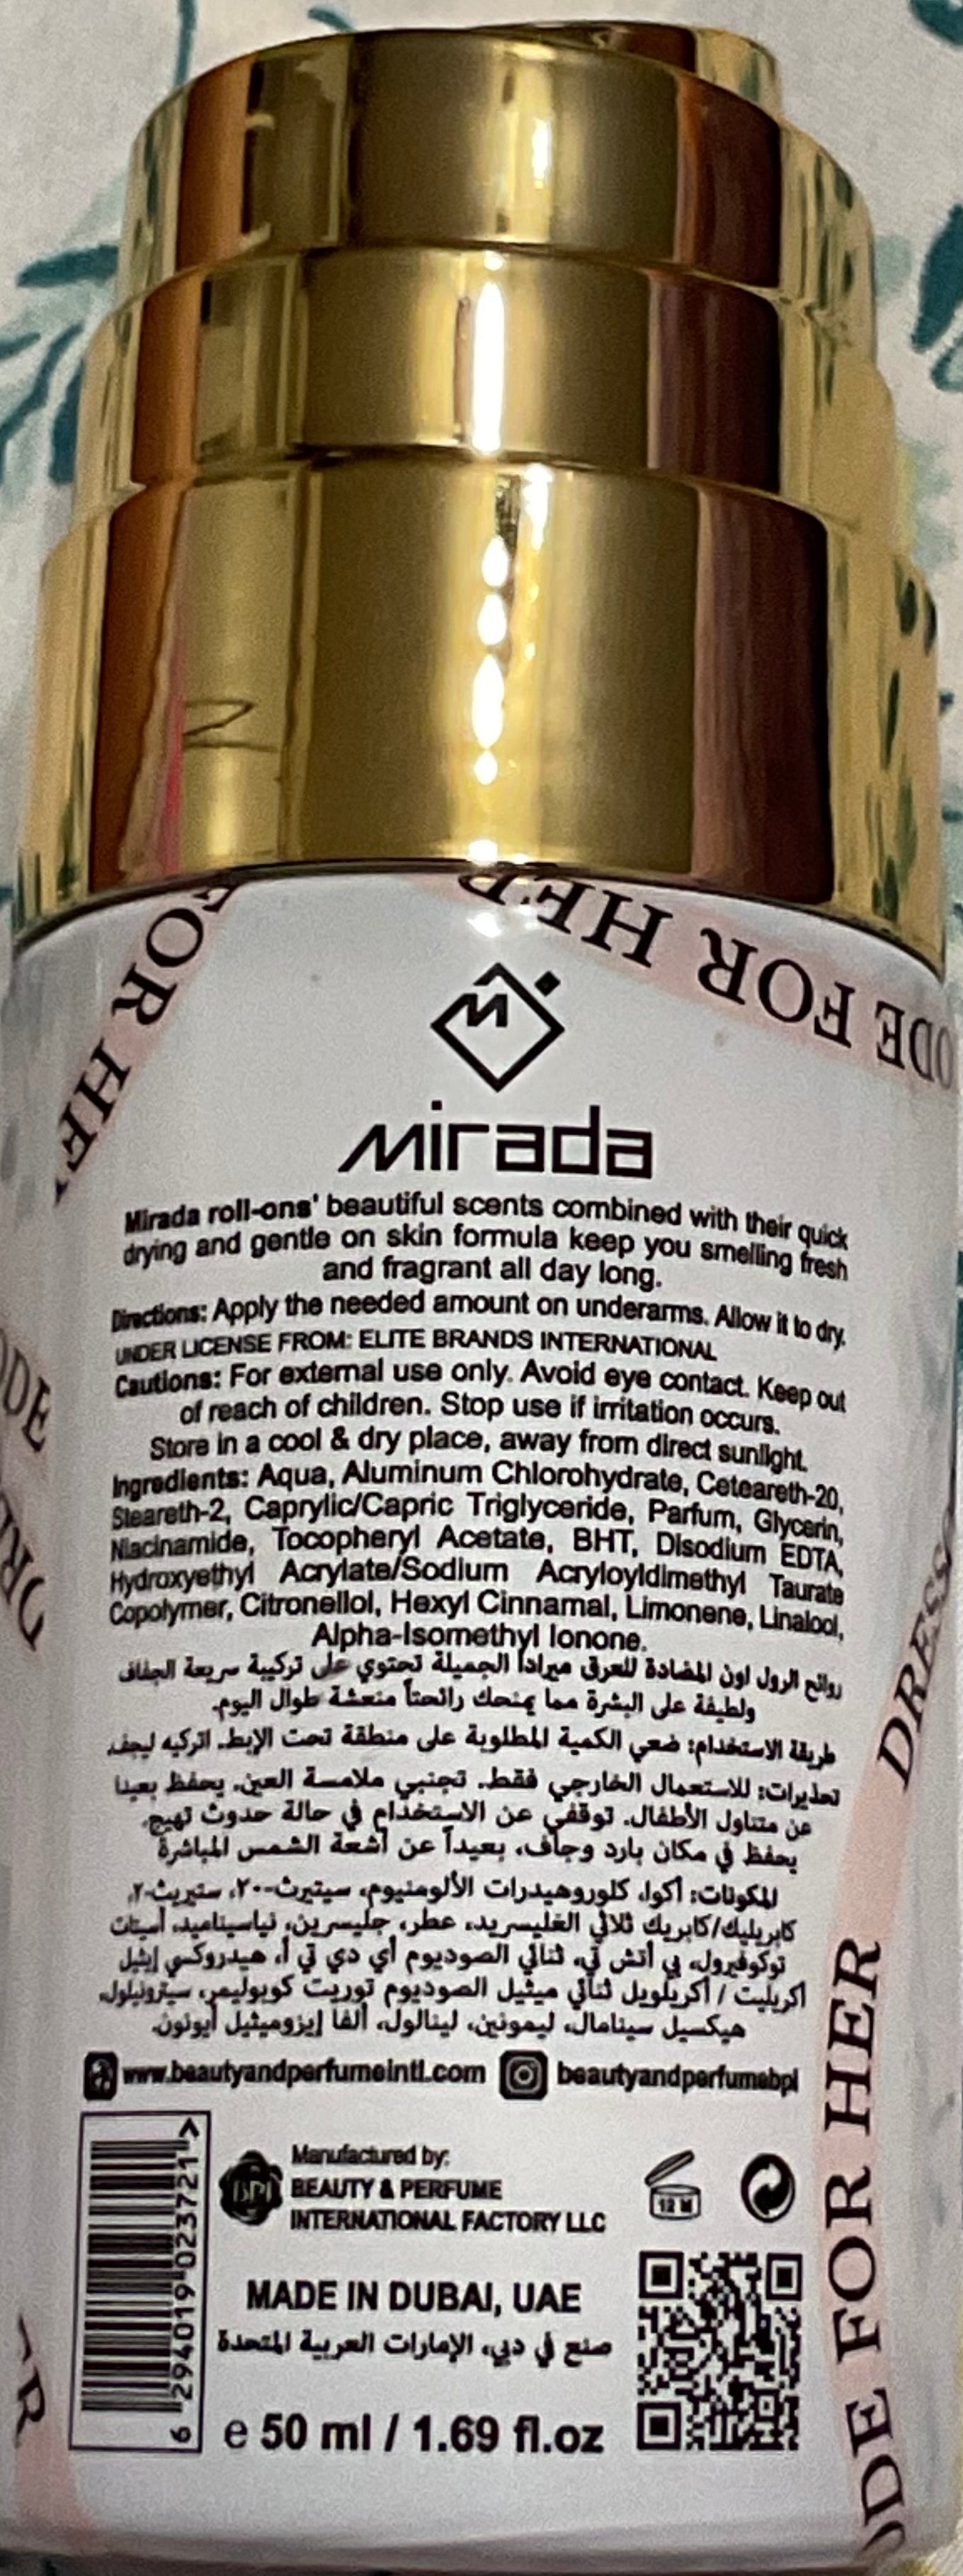 FOR HE
FOR HER
ODE FOR
M
mirada
Mirada roll-ons' beautiful scents combined with their quick
drying and gentle on skin formula keep you smelling fresh
and fragrant all day long.
Directions: Apply the needed amount on underarms. Allow it to dry.
UNDER LICENSE FROM: ELITE BRANDS INTERNATIONAL
Cautions: For external use only. Avoid eye contact. Keep out
of reach of children. Stop use if irritation occurs.
Store in a cool & dry place, away from direct sunlight.
Ingredients: Aqua, Aluminum Chlorohydrate, Ceteareth-20,
Steareth-2, Caprylic/Capric Triglyceride, Parfum, Glycerin,
Niacinamide, Tocopheryl Acetate, BHT, Disodium EDTA,
Hydroxyethyl Acrylate/Sodium Acryloyldimethyl Taurate
Copolymer, Citronellol, Hexyl Cinnamal, Limonene, Linalool,
Alpha-Isomethyl Ionone.
روائح الرول اون المضادة للعرق ميرادا الجميلة تحتوي على تركيبة سريعة الجفاف
ولطيفة على البشرة مما يمنحك رائحتاً منعشة طوال اليوم.
طريقة الاستخدام: ضعي الكمية المطلوبة على منطقة تحت الإبط. اتركيه ليجف.
تحذيرات: للاستعمال الخارجي فقط. تجنبي ملامسة العين. يحفظ بعيدا
عن متناول الأطفال. توقفي عن الاستخدام في حالة حدوث تهيج.
يحفظ في مكان بارد وجاف، بعيداً عن أشعة الشمس المباشرة
المكونات: أكوا، كلوروهيدرات الألومنيوم، سيتيرث-٢٠، ستيريث-٢،
كابريليك/كابريك ثلاثي الغليسريد، عطر، جليسرين، نياسيناميد، أسيتات
توكوفيرول، بي أتش تي، ثنائي الصوديوم أي دي تي أ، هيدروكسي إيثيل
اكريليت / أكريلويل ثنائي ميثيل الصوديوم توريت كوبوليمر، سيترونيلول،
هيكسيل سينامال، ليمونين، لينالول، ألفا إيزوميثيل أيونون.
www.beautyandperfumeintl.com beautyandperfumebpi
6 294019 023721 >
BPI
Manufactured by:
BEAUTY & PERFUME
INTERNATIONAL FACTORY LLC
12 M
MADE IN DUBAI, UAE
صنع في دبي، الإمارات العربية المتحدة
e 50 ml / 1.69 fl.oz
DRESS
ODE FOR HER